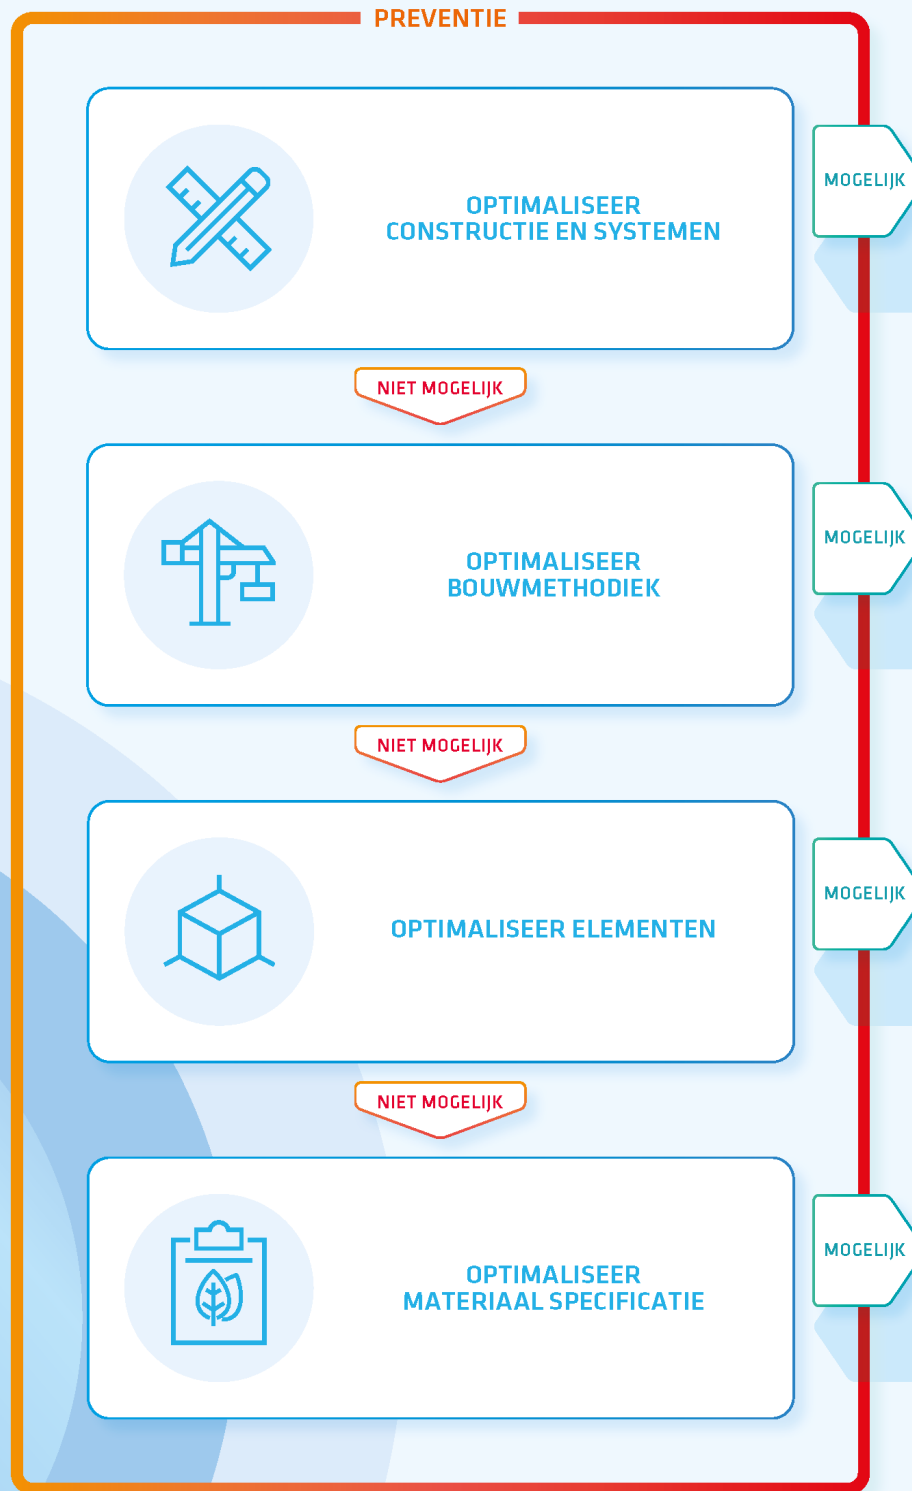 PREVENTIE
OPTIMALISEER
CONSTRUCTIE EN SYSTEMEN
MOGELIJK
NIET MOGELIJK
OPTIMALISEER
BOUWMETHODIEK
MOGELIJK
NIET MOGELIJK
OPTIMALISEER ELEMENTEN
MOGELIJK
NIET MOGELIJK
OPTIMALISEER
MATERIAAL SPECIFICATIE
MOGELIJK